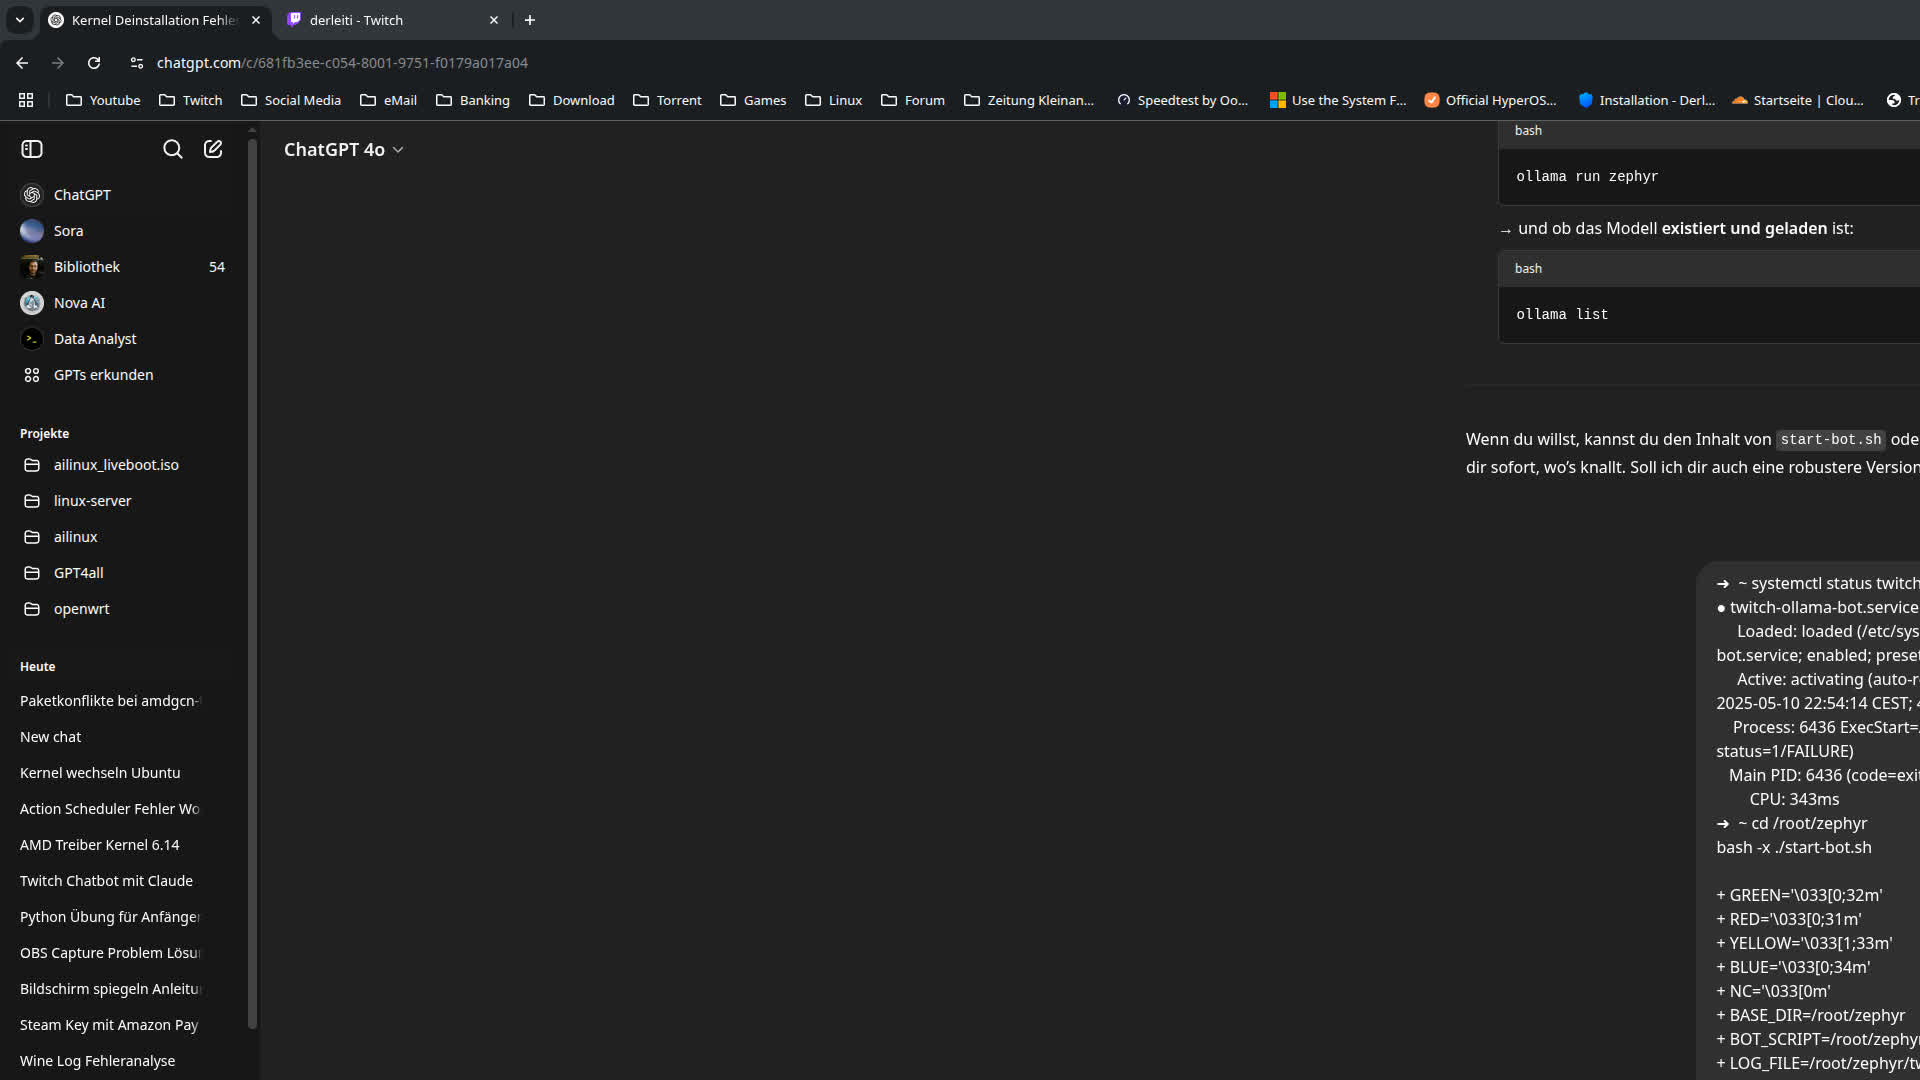 Kernel Deinstallation Fehle
derleiti - Twitch
chatgpt.com/c/681fb3ee-c054-8001-9751-f0179a017a04
Youtube
Twitch
Social Media
eMail
Banking
Download
Torrent
Games
Linux
Forum
Zeitung Kleinan...
Speedtest by Oo...
Use the System F...
Official HyperOS...
Installation - Derl...
Startseite | Clou...
Tr
ChatGPT
Sora
Bibliothek 54
Nova AI
Data Analyst
GPTs erkunden
Projekte
ailinux_liveboot.iso
linux-server
ailinux
GPT4all
openwrt
Heute
Paketkonflikte bei amdgcn-
New chat
Kernel wechseln Ubuntu
Action Scheduler Fehler Wo
AMD Treiber Kernel 6.14
Twitch Chatbot mit Claude
Python Übung für Anfänger
OBS Capture Problem Lösu
Bildschirm spiegeln Anleitu
Steam Key mit Amazon Pay
Wine Log Fehleranalyse
ChatGPT 4o
bash
ollama run zephyr
→ und ob das Modell existiert und geladen ist:
bash
ollama list
Wenn du willst, kannst du den Inhalt von start-bot.sh ode
dir sofort, wo's knallt. Soll ich dir auch eine robustere Version
➜ ~ systemctl status twitch
● twitch-ollama-bot.service
Loaded: loaded (/etc/sys
bot.service; enabled; preset
Active: activating (auto-r
2025-05-10 22:54:14 CEST; 4
Process: 6436 ExecStart=
status=1/FAILURE)
Main PID: 6436 (code=exit
CPU: 343ms
➜ ~ cd /root/zephyr
bash -x ./start-bot.sh
+ GREEN='\033[0;32m'
+ RED='\033[0;31m'
+ YELLOW='\033[1;33m'
+ BLUE='\033[0;34m'
+ NC='\033[0m'
+ BASE_DIR=/root/zephyr
+ BOT_SCRIPT=/root/zephyr
+ LOG_FILE=/root/zephyr/tw